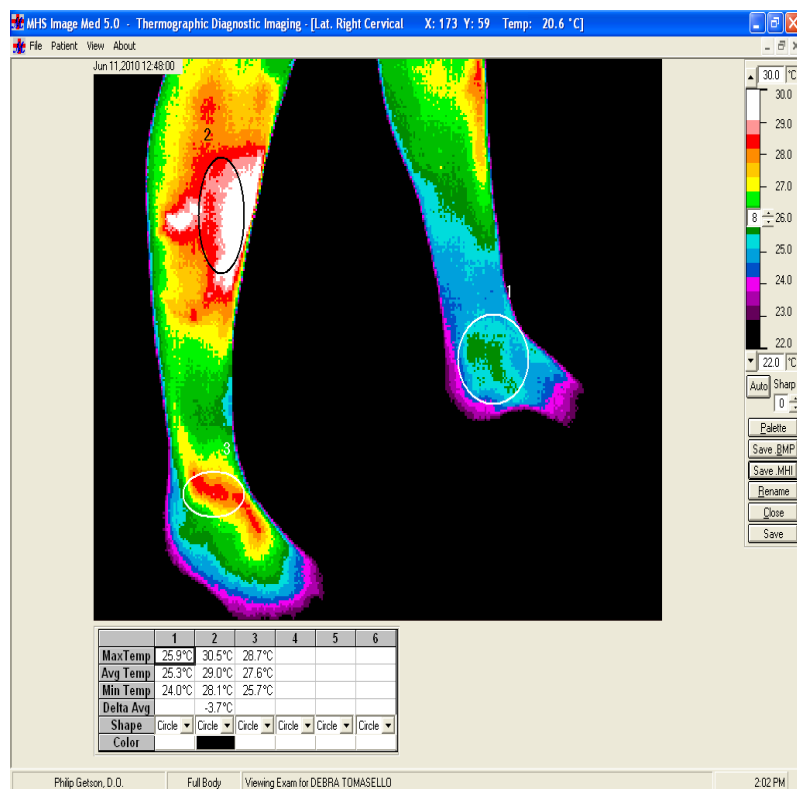 MHS Image Med 5.0 - Thermographic Diagnostic Imaging - [Lat. Right Cervical X: 173 Y: 59 Temp: 20.6 °C]
File Patient View About
Jun 11,2010 12:48:00
30.0 °C
30.0
29.0
28.0
27.0
8 26.0
25.0
24.0
23.0
22.0
22.0 °C
Auto Sharp
0
Palette
Save .BMP
Save .MHI
Rename
Close
Save
2
1
3
1 2 3 4 5 6
MaxTemp 25.9°C 30.5°C 28.7°C
Avg Temp 25.3°C 29.0°C 27.6°C
Min Temp 24.0°C 28.1°C 25.7°C
Delta Avg -3.7°C
Shape Circle Circle Circle Circle Circle Circle
Color
Philip Getson, D.O. Full Body Viewing Exam for DEBRA TOMASELLO 2:02 PM